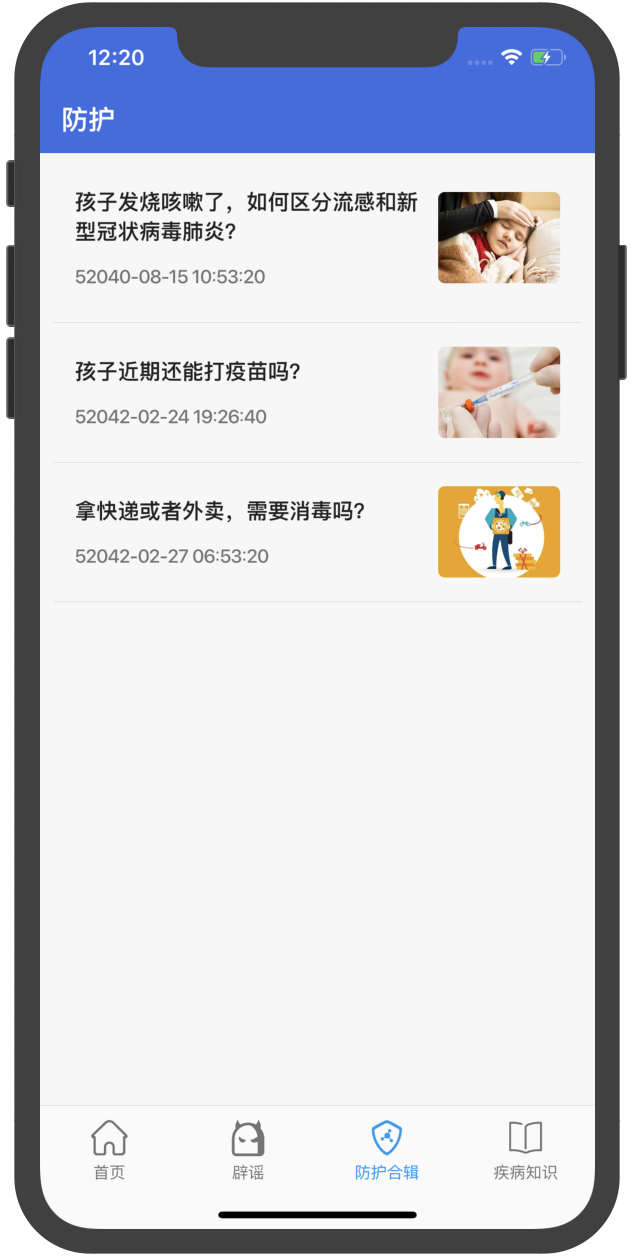 12:20
防护
孩子发烧咳嗽了，如何区分流感和新
型冠状病毒肺炎?
52040-08-15 10:53:20
孩子近期还能打疫苗吗?
52042-02-24 19:26:40
拿快递或者外卖，需要消毒吗?
52042-02-27 06:53:20
首页
辟谣
防护合辑
疾病知识